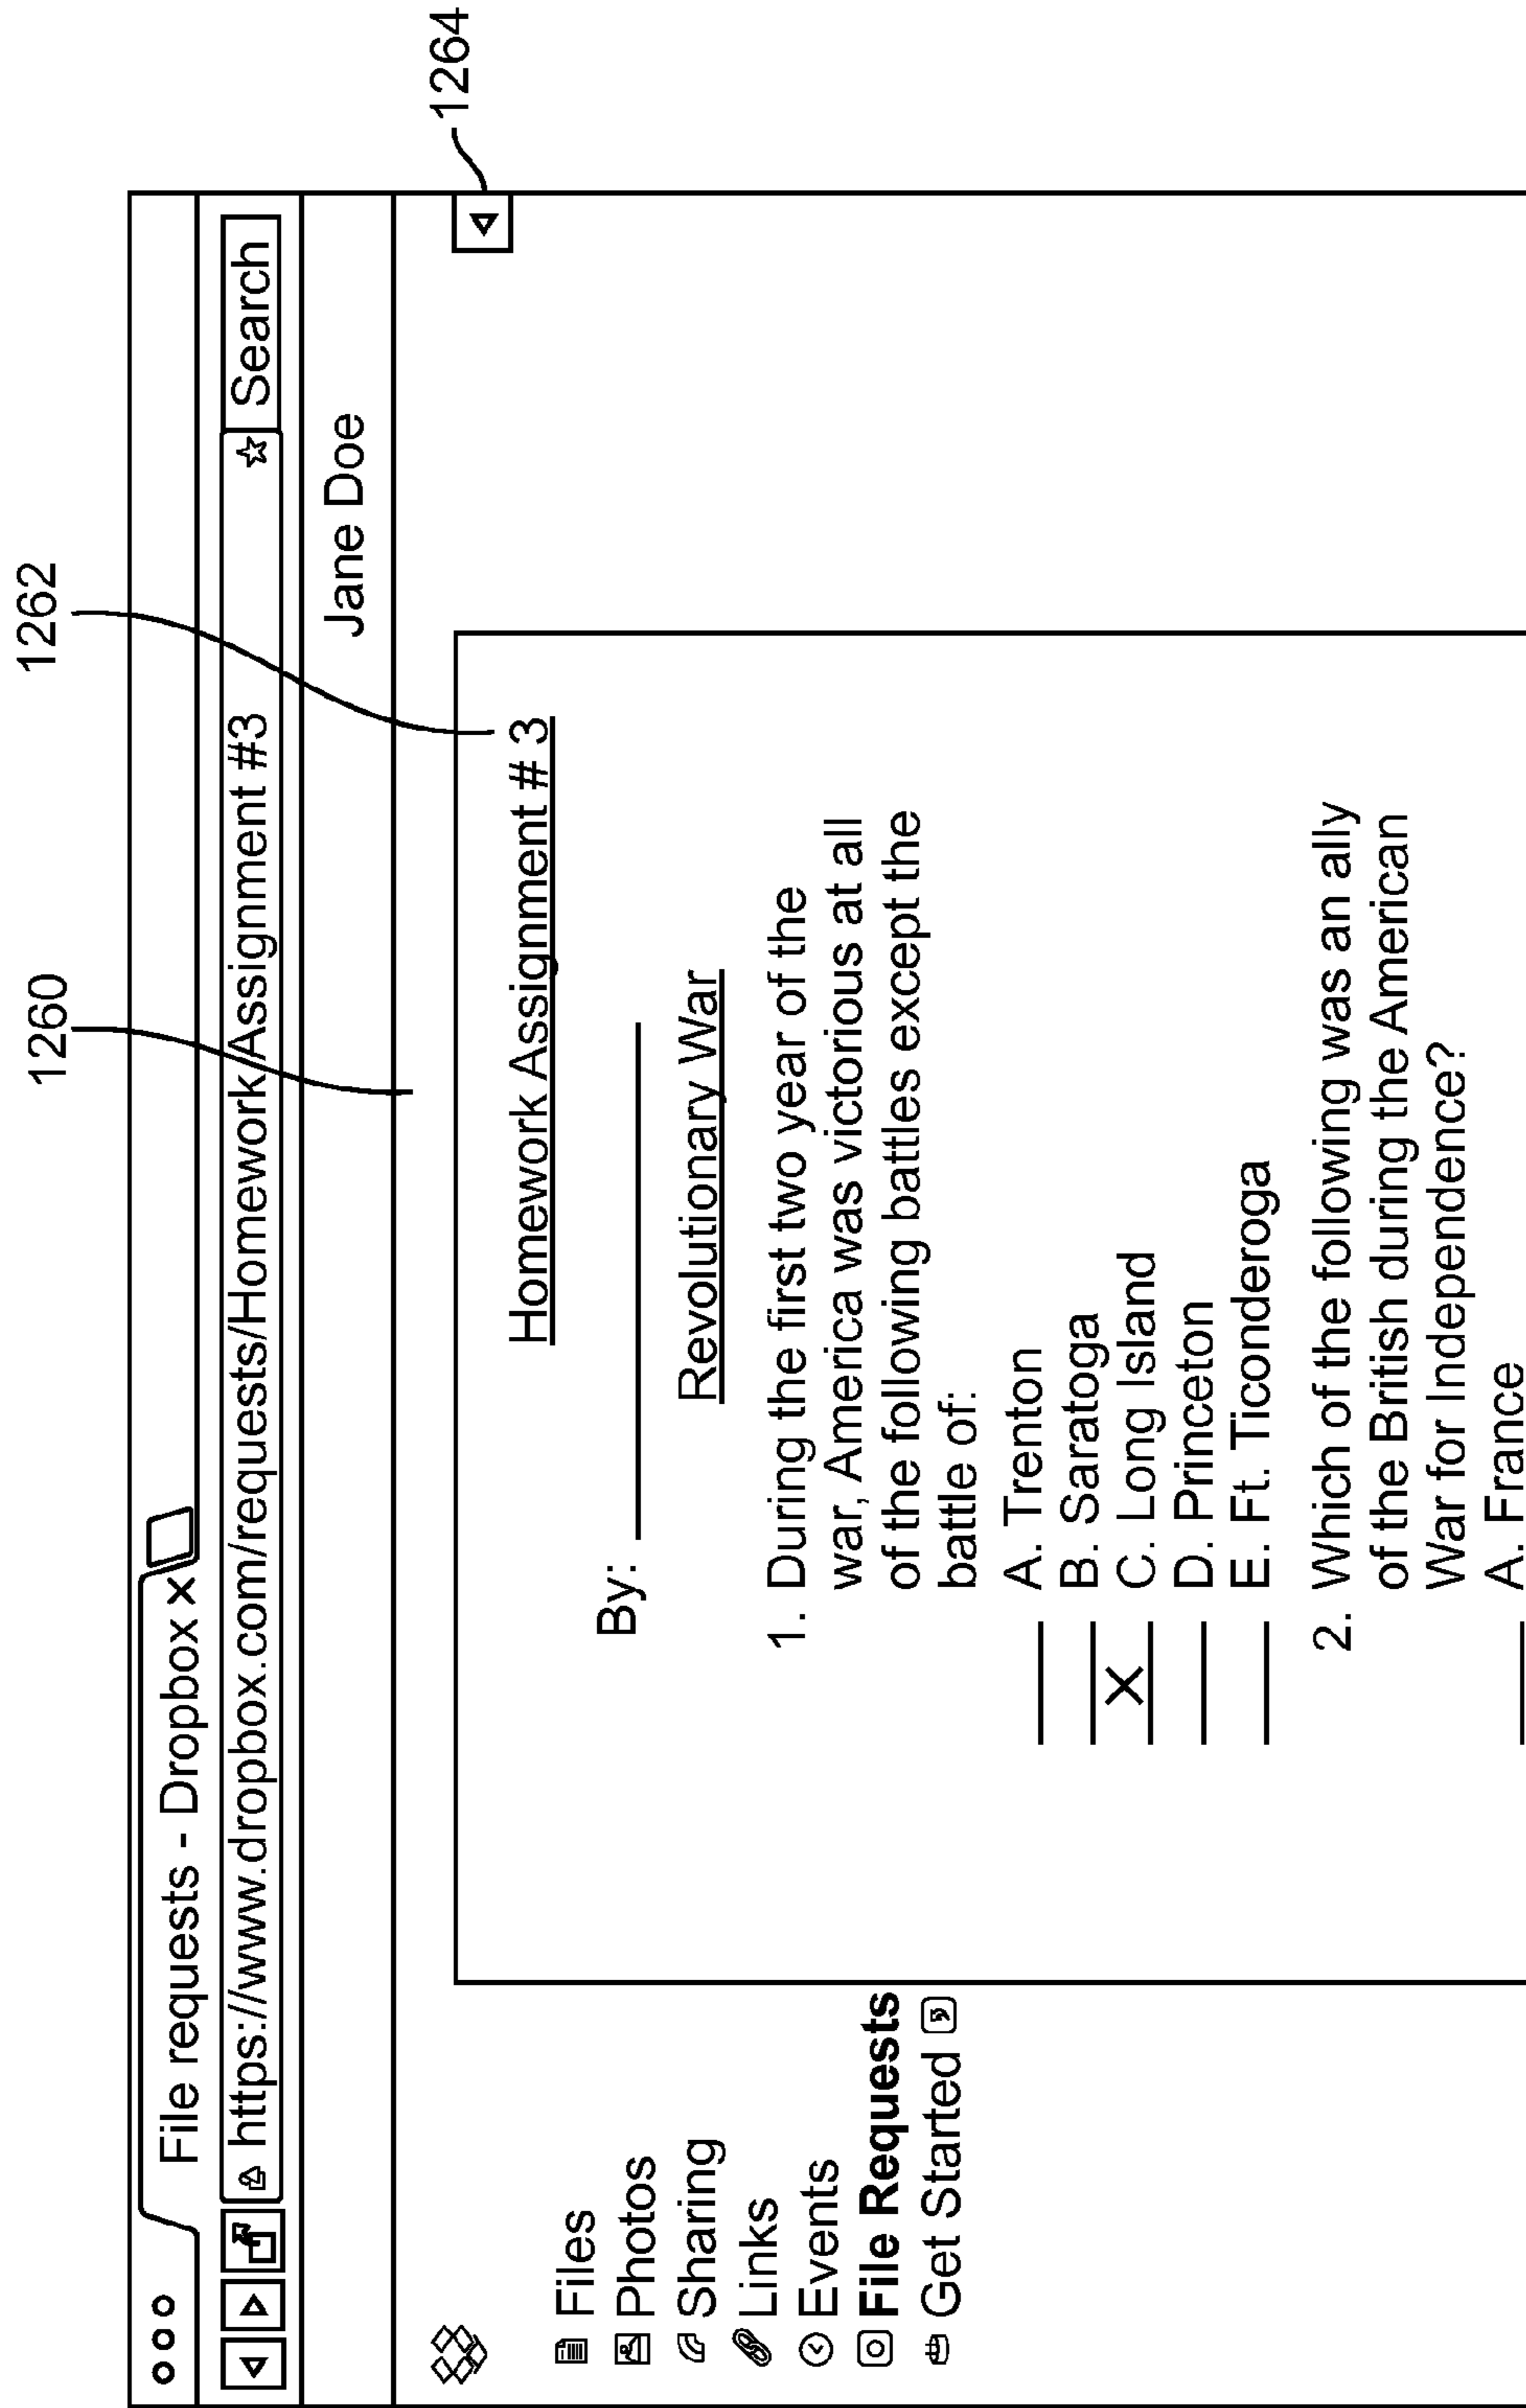 1260
1262
File requests - Dropbox x
https://www.dropbox.com/requests/Homework Assignment #3
Search
Jane Doe
1264
Files
Photos
Sharing
Links
Events
File Requests
Get Started
Homework Assignment # 3
By:
Revolutionary War
1. During the first two year of the
war, America was victorious at all
of the following battles except the
battle of:
A. Trenton
B. Saratoga
X C. Long Island
D. Princeton
E. Ft. Ticonderoga
2. Which of the following was an ally
of the British during the American
War for Independence?
A. France